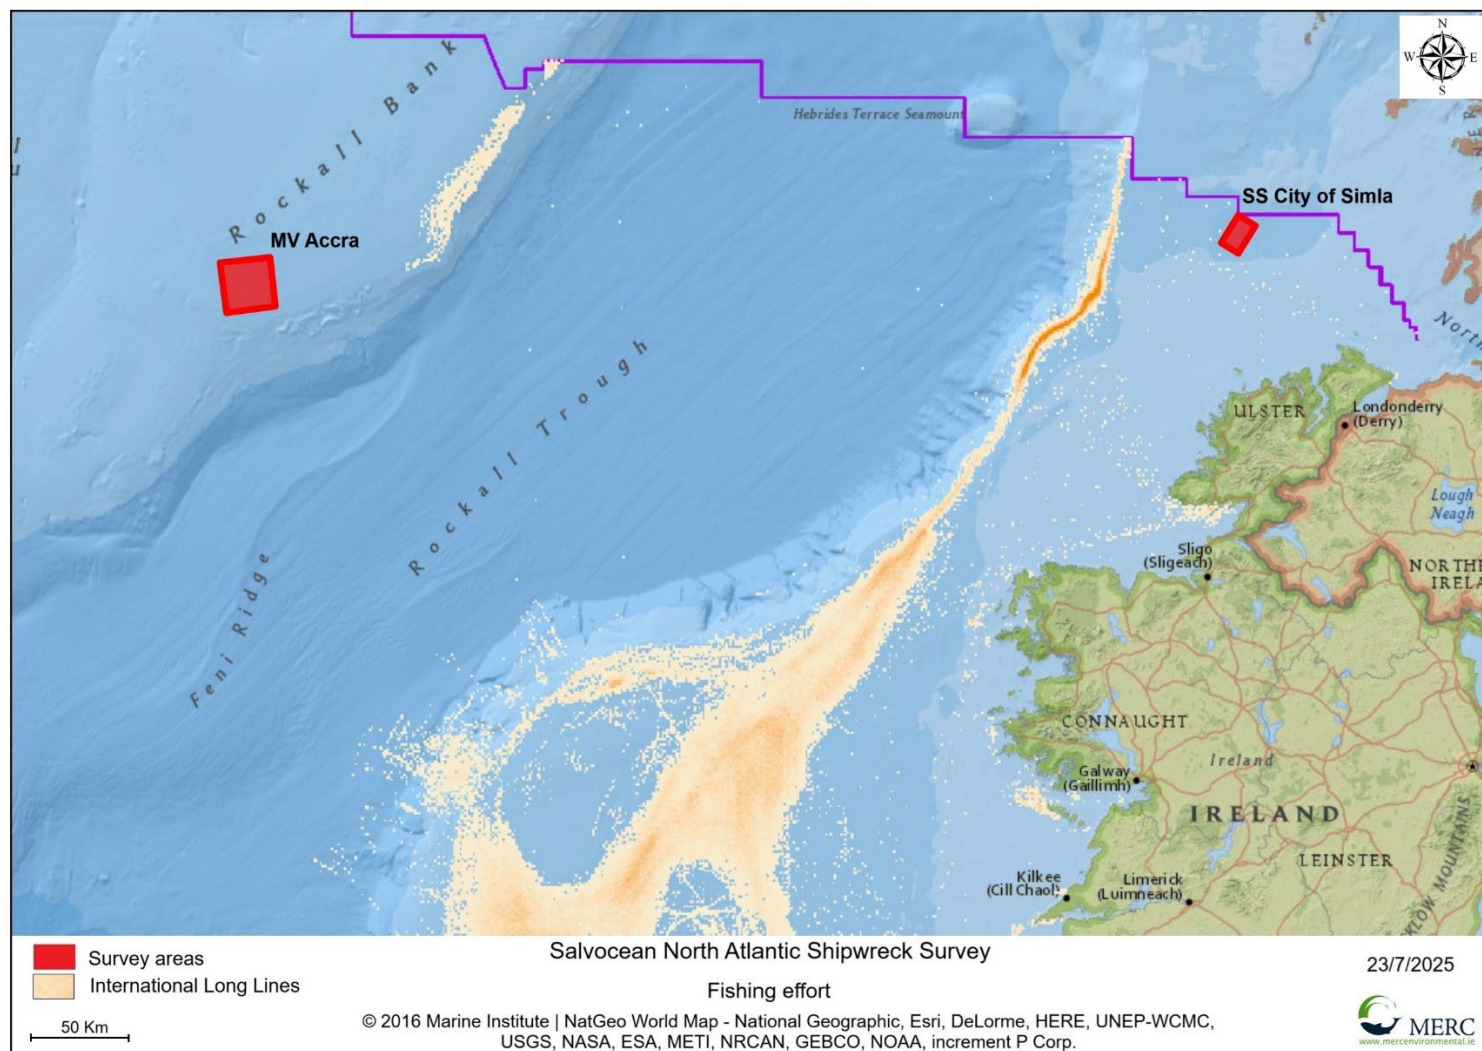 N
W E
S
Rockall Bank
Hebrides Terrace Seamount
SS City of Simla
MV Accra
North
Rockall Trough
ULSTER
Londonderry
(Derry)
Lough
Neagh
Sligo
(Sligeach)
NORTHE
IRELA
Feni Ridge
CONNAUGHT
Ireland
Galway
(Gaillimh)
IRELAND
LEINSTER
Kilkee
(Cill Chaol)
Limerick
(Luimneach)
KLOW MOUNTAINS
Survey areas
International Long Lines
50 Km
Salvocean North Atlantic Shipwreck Survey
Fishing effort
© 2016 Marine Institute | NatGeo World Map - National Geographic, Esri, DeLorme, HERE, UNEP-WCMC,
USGS, NASA, ESA, METI, NRCAN, GEBCO, NOAA, increment P Corp.
23/7/2025
MERC
www.mercenvironmental.ie